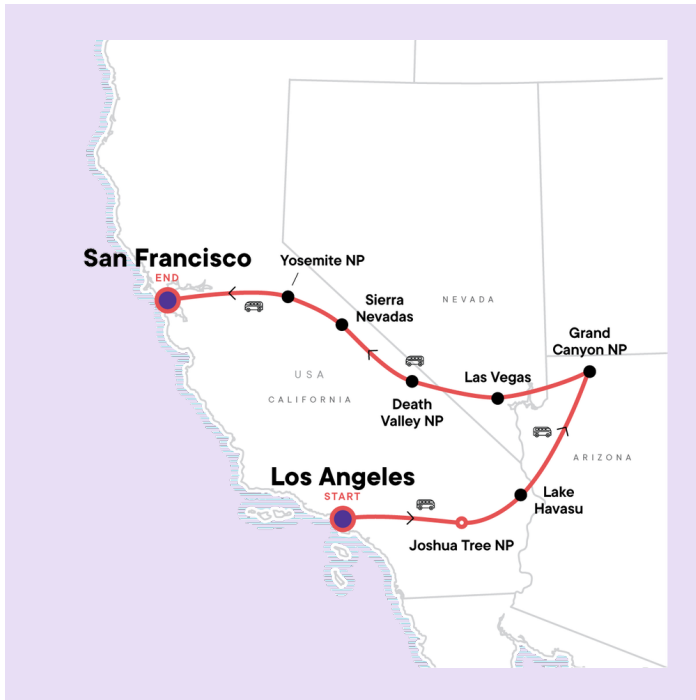 San Francisco
END
Yosemite NP
Sierra
Nevadas
NEVADA
Grand
Canyon NP
USA
CALIFORNIA
Death
Valley NP
Las Vegas
ARIZONA
Los Angeles
START
Lake
Havasu
Joshua Tree NP